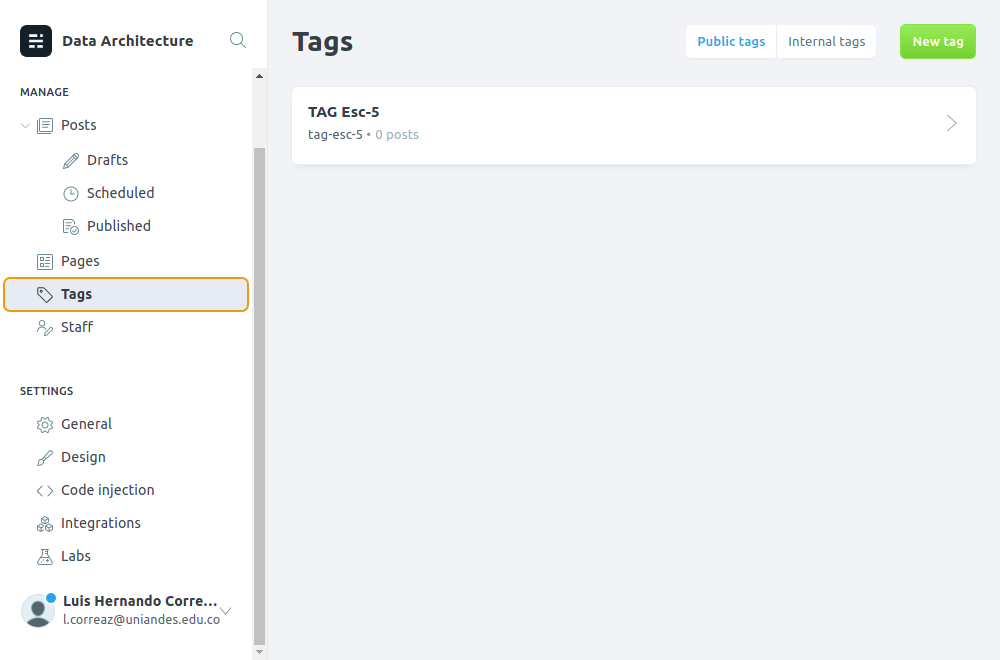 Data Architecture
MANAGE
Posts
Drafts
Scheduled
Published
Pages
Tags
Staff
SETTINGS
General
Design
Code injection
Integrations
Labs
Luis Hernando Corre...
l.correaz@uniandes.edu.co
Tags
Public tags
Internal tags
New tag
TAG Esc-5
tag-esc-5 • 0 posts